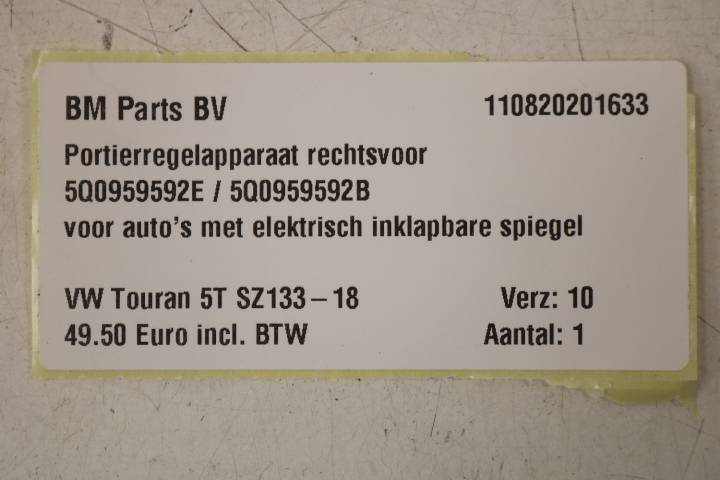 BM Parts BV 110820201633
Portierregelapparaat rechtsvoor
5Q0959592E / 5Q0959592B
voor auto's met elektrisch inklapbare spiegel
VW Touran 5T SZ133-18 Verz: 10
49.50 Euro incl. BTW Aantal: 1